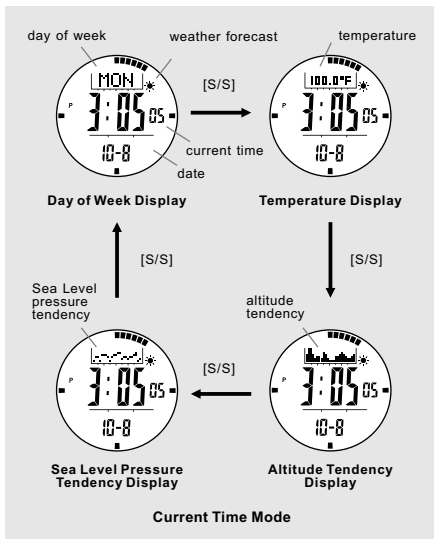 day of week
weather forecast
temperature
MON
P 3:05 05
10-8
[S/S]
100.0°F
P 3:05 05
10-8
current time
date
Day of Week Display
Temperature Display
[S/S]
[S/S]
Sea Level
pressure
tendency
altitude
tendency
P 3:05 05
10-8
[S/S]
P 3:05 05
10-8
Sea Level Pressure
Tendency Display
Altitude Tendency
Display
Current Time Mode